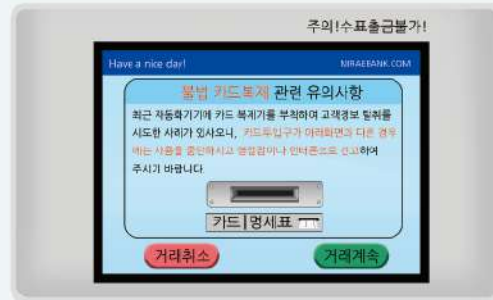 주의!수표출금불가!
Have a nice day!
MIRAEBANK.COM
불법 카드복제 관련 유의사항
최근 자동화기기에 카드 복제기를 부착하여 고객정보 탈취를
시도한 사례가 있사오니, 카드투입구가 아래화면과 다른 경우
에는 사용을 중단하시고 영업점이나 인터폰으로 신고하여
주시기 바랍니다
카드|명세표
거래취소
거래계속